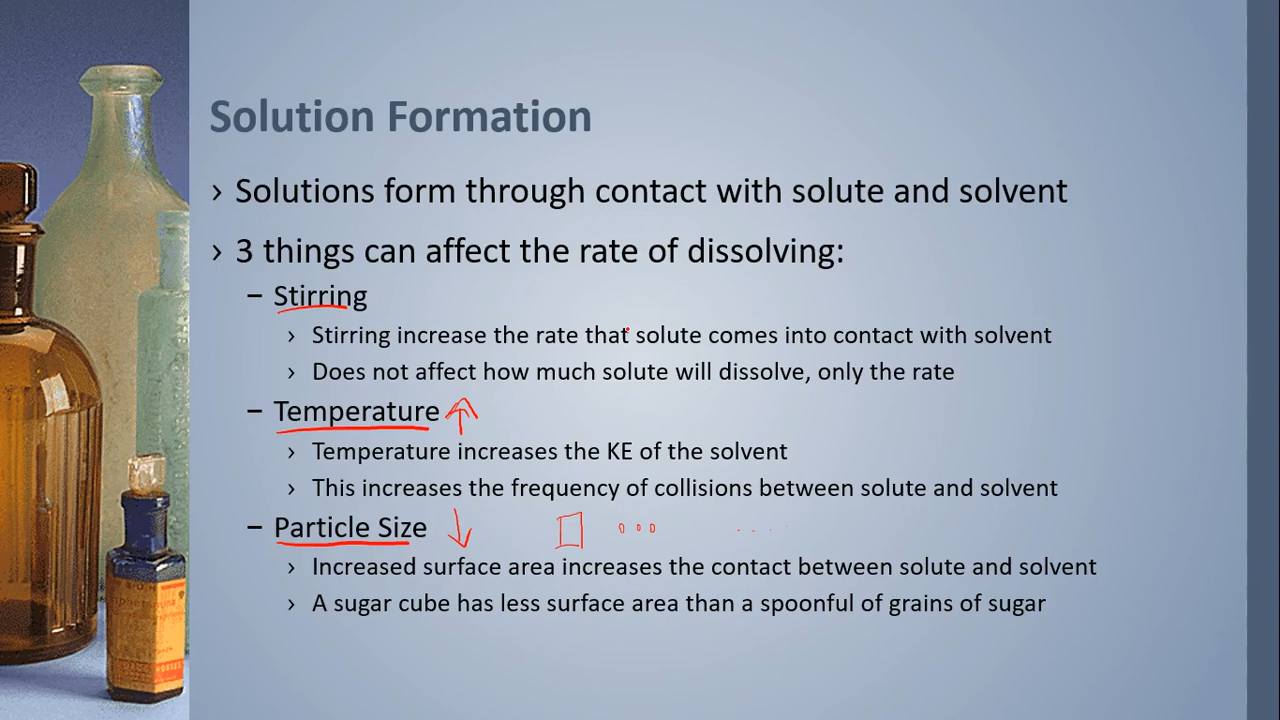 Solution Formation
› Solutions form through contact with solute and solvent
› 3 things can affect the rate of dissolving:
– Stirring
› Stirring increase the rate that solute comes into contact with solvent
› Does not affect how much solute will dissolve, only the rate
– Temperature
› Temperature increases the KE of the solvent
› This increases the frequency of collisions between solute and solvent
– Particle Size
› Increased surface area increases the contact between solute and solvent
› A sugar cube has less surface area than a spoonful of grains of sugar